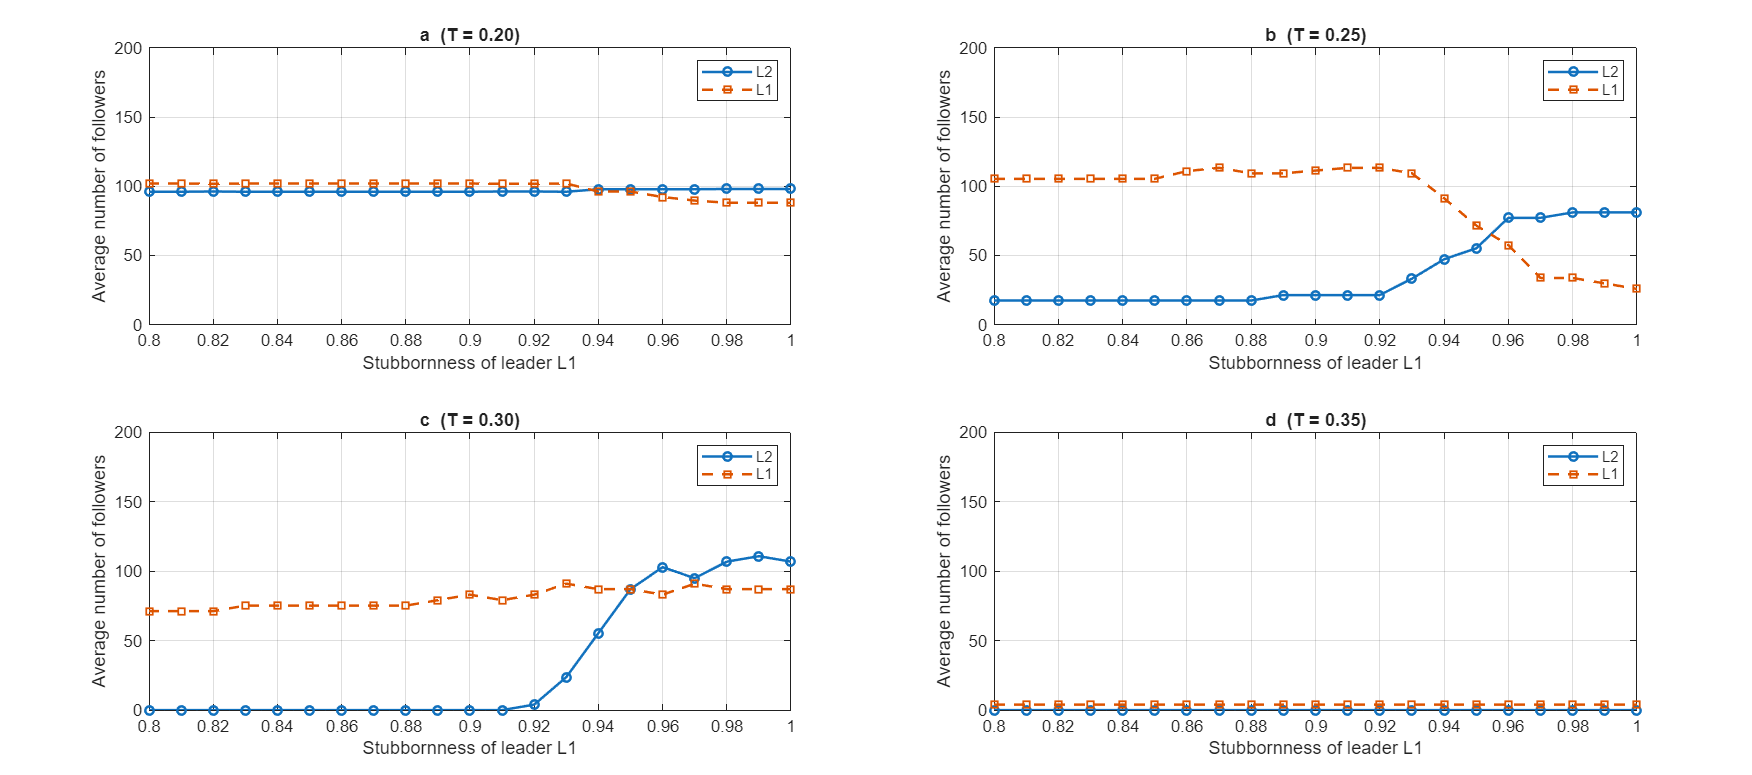 a (T = 0.20)
Average number of followers
200
150
100
50
0
L2
L1
0.8 0.82 0.84 0.86 0.88 0.9 0.92 0.94 0.96 0.98 1
Stubbornness of leader L1
b (T = 0.25)
Average number of followers
200
150
100
50
0
L2
L1
0.8 0.82 0.84 0.86 0.88 0.9 0.92 0.94 0.96 0.98 1
Stubbornness of leader L1
c (T = 0.30)
Average number of followers
200
150
100
50
0
L2
L1
0.8 0.82 0.84 0.86 0.88 0.9 0.92 0.94 0.96 0.98 1
Stubbornness of leader L1
d (T = 0.35)
Average number of followers
200
150
100
50
0
L2
L1
0.8 0.82 0.84 0.86 0.88 0.9 0.92 0.94 0.96 0.98 1
Stubbornness of leader L1